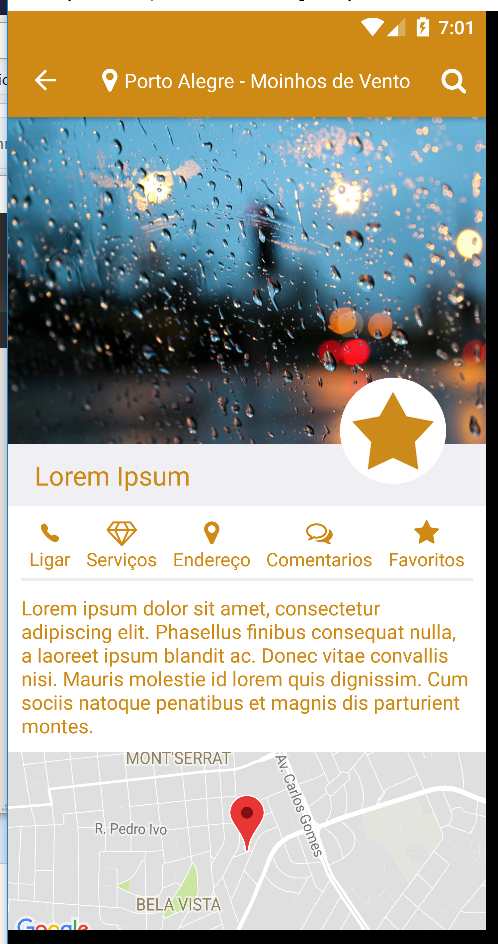 7:01
Porto Alegre - Moinhos de Vento
Lorem Ipsum
Ligar Serviços Endereço Comentarios Favoritos
Lorem ipsum dolor sit amet, consectetur
adipiscing elit. Phasellus finibus consequat nulla,
a laoreet ipsum blandit ac. Donec vitae convallis
nisi. Mauris molestie id lorem quis dignissim. Cum
sociis natoque penatibus et magnis dis parturient
montes.
MONT'SERRAT
Av. Carlos Gomes
R. Pedro Ivo
BELA VISTA
Google